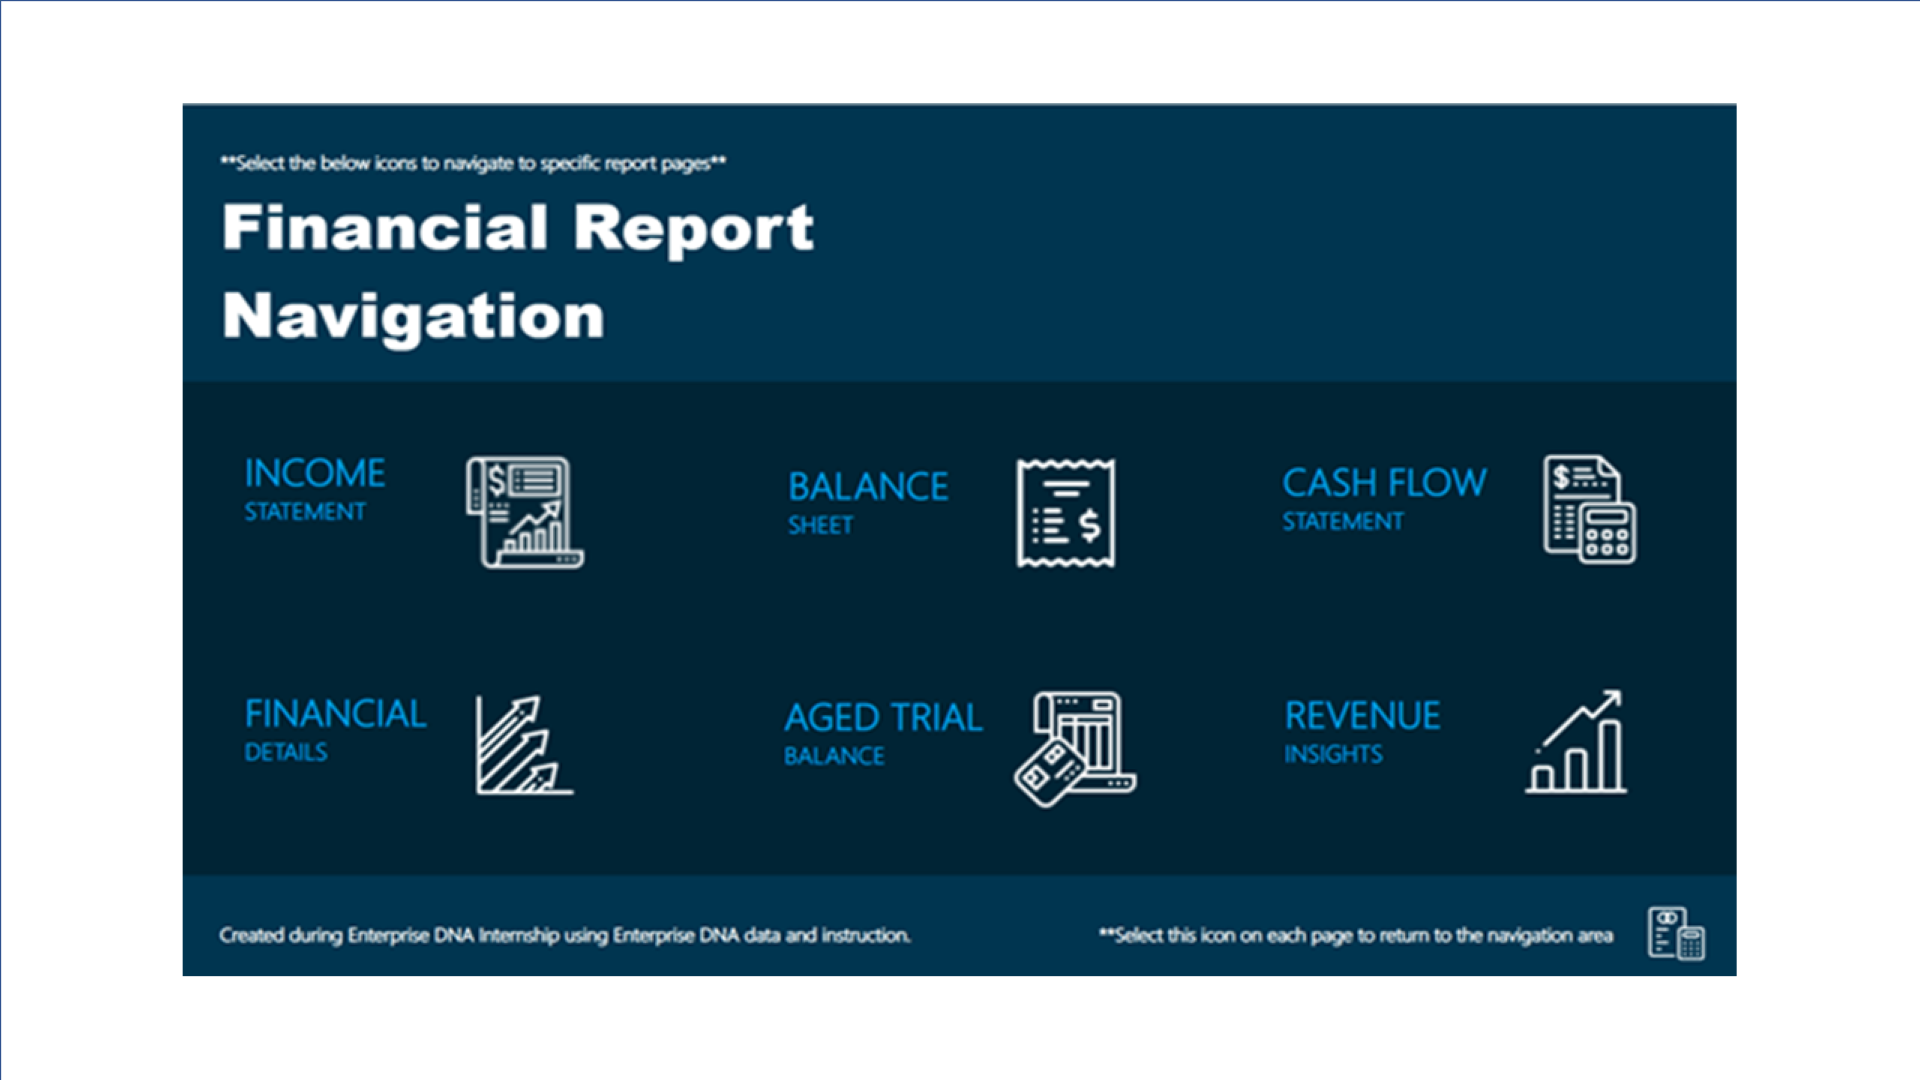 **Select the below icons to navigate to specific report pages**
Financial Report
Navigation
INCOME
STATEMENT
BALANCE
SHEET
CASH FLOW
STATEMENT
FINANCIAL
DETAILS
AGED TRIAL
BALANCE
REVENUE
INSIGHTS
Created during Enterprise DNA Internship using Enterprise DNA data and instruction.
**Select this icon on each page to return to the navigation area